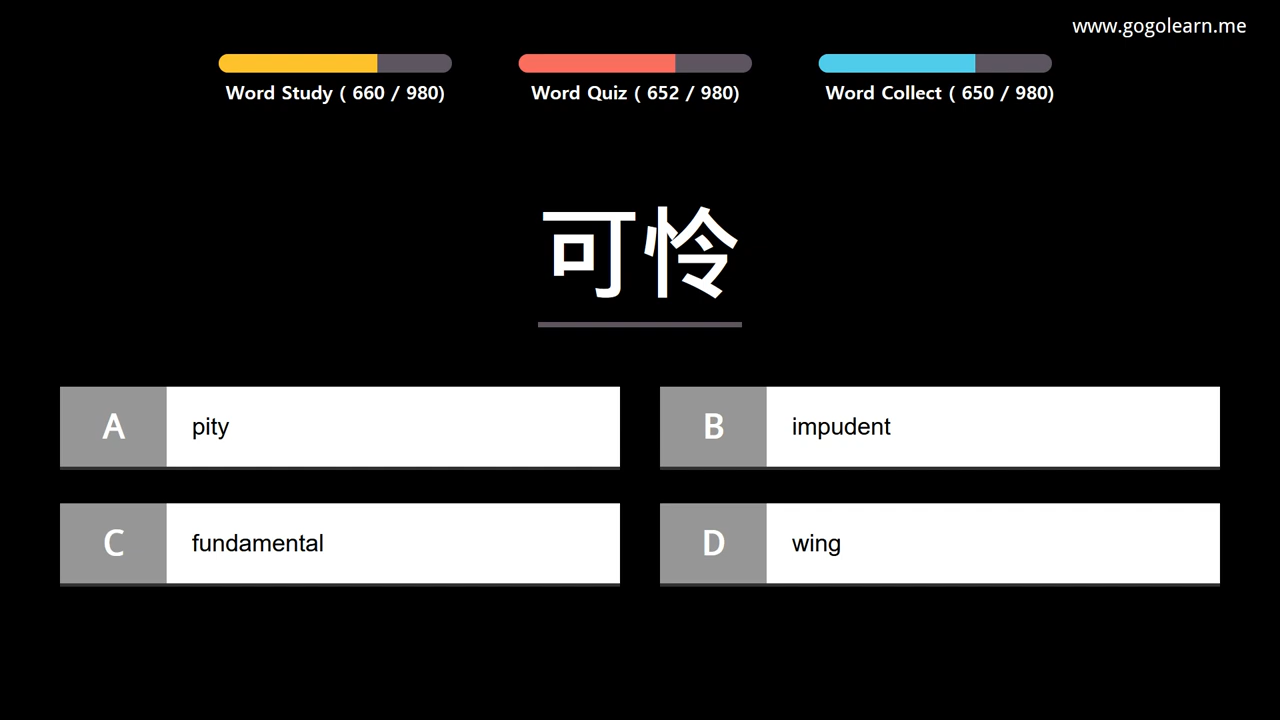 www.gogolearn.me
Word Study ( 660 / 980)
Word Quiz ( 652 / 980)
Word Collect ( 650 / 980)
可怜
A pity
B impudent
C fundamental
D wing